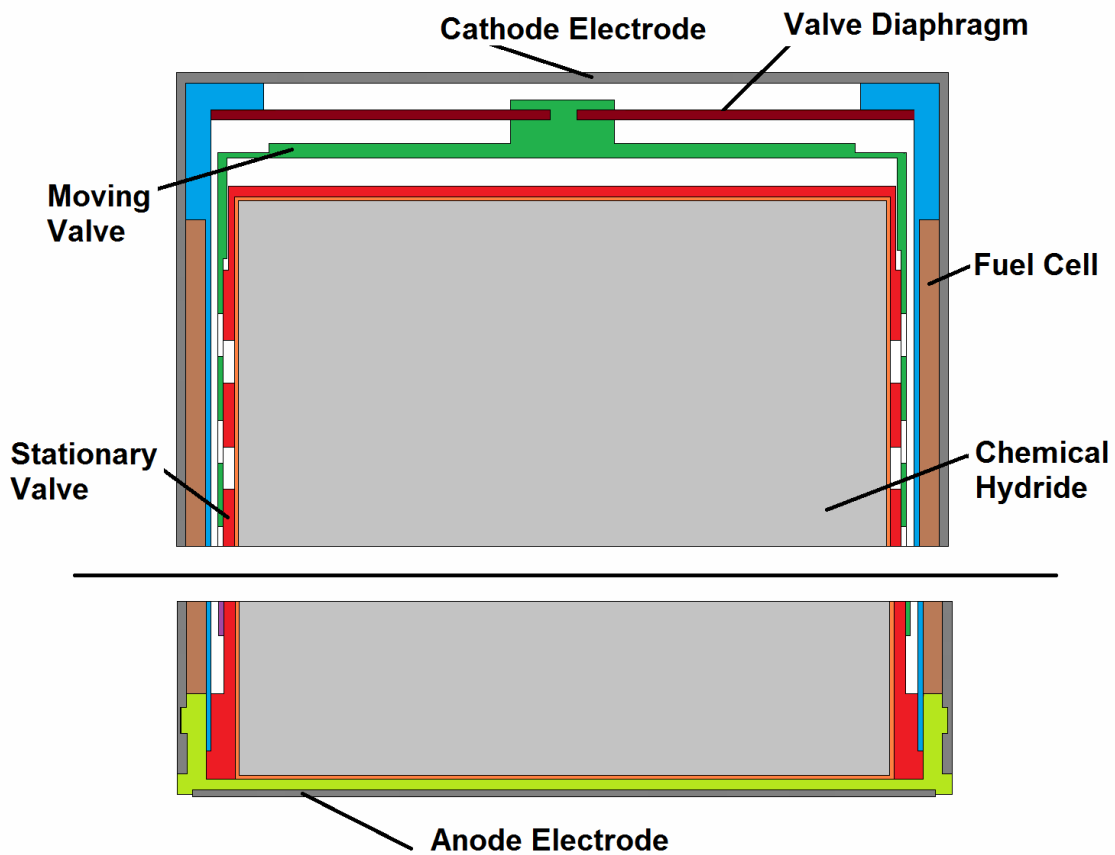 Cathode Electrode
Valve Diaphragm
Moving
Valve
Fuel Cell
Stationary
Valve
Chemical
Hydride
Anode Electrode